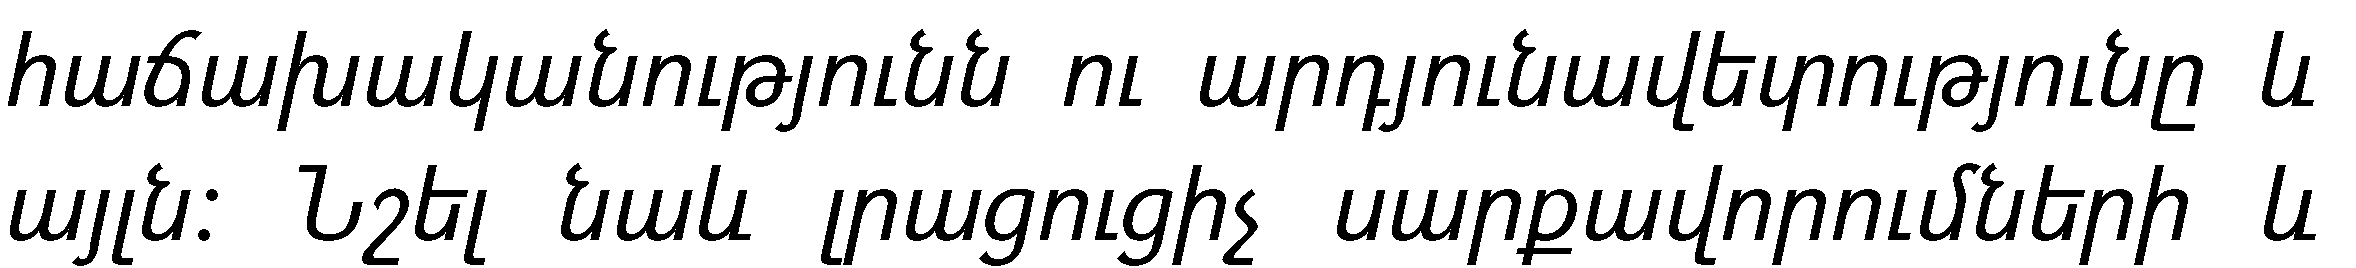 հաճախականությունն ու արդյունավետությունը և
այլն: Նշել նաև լրացուցիչ սարքավորումների և